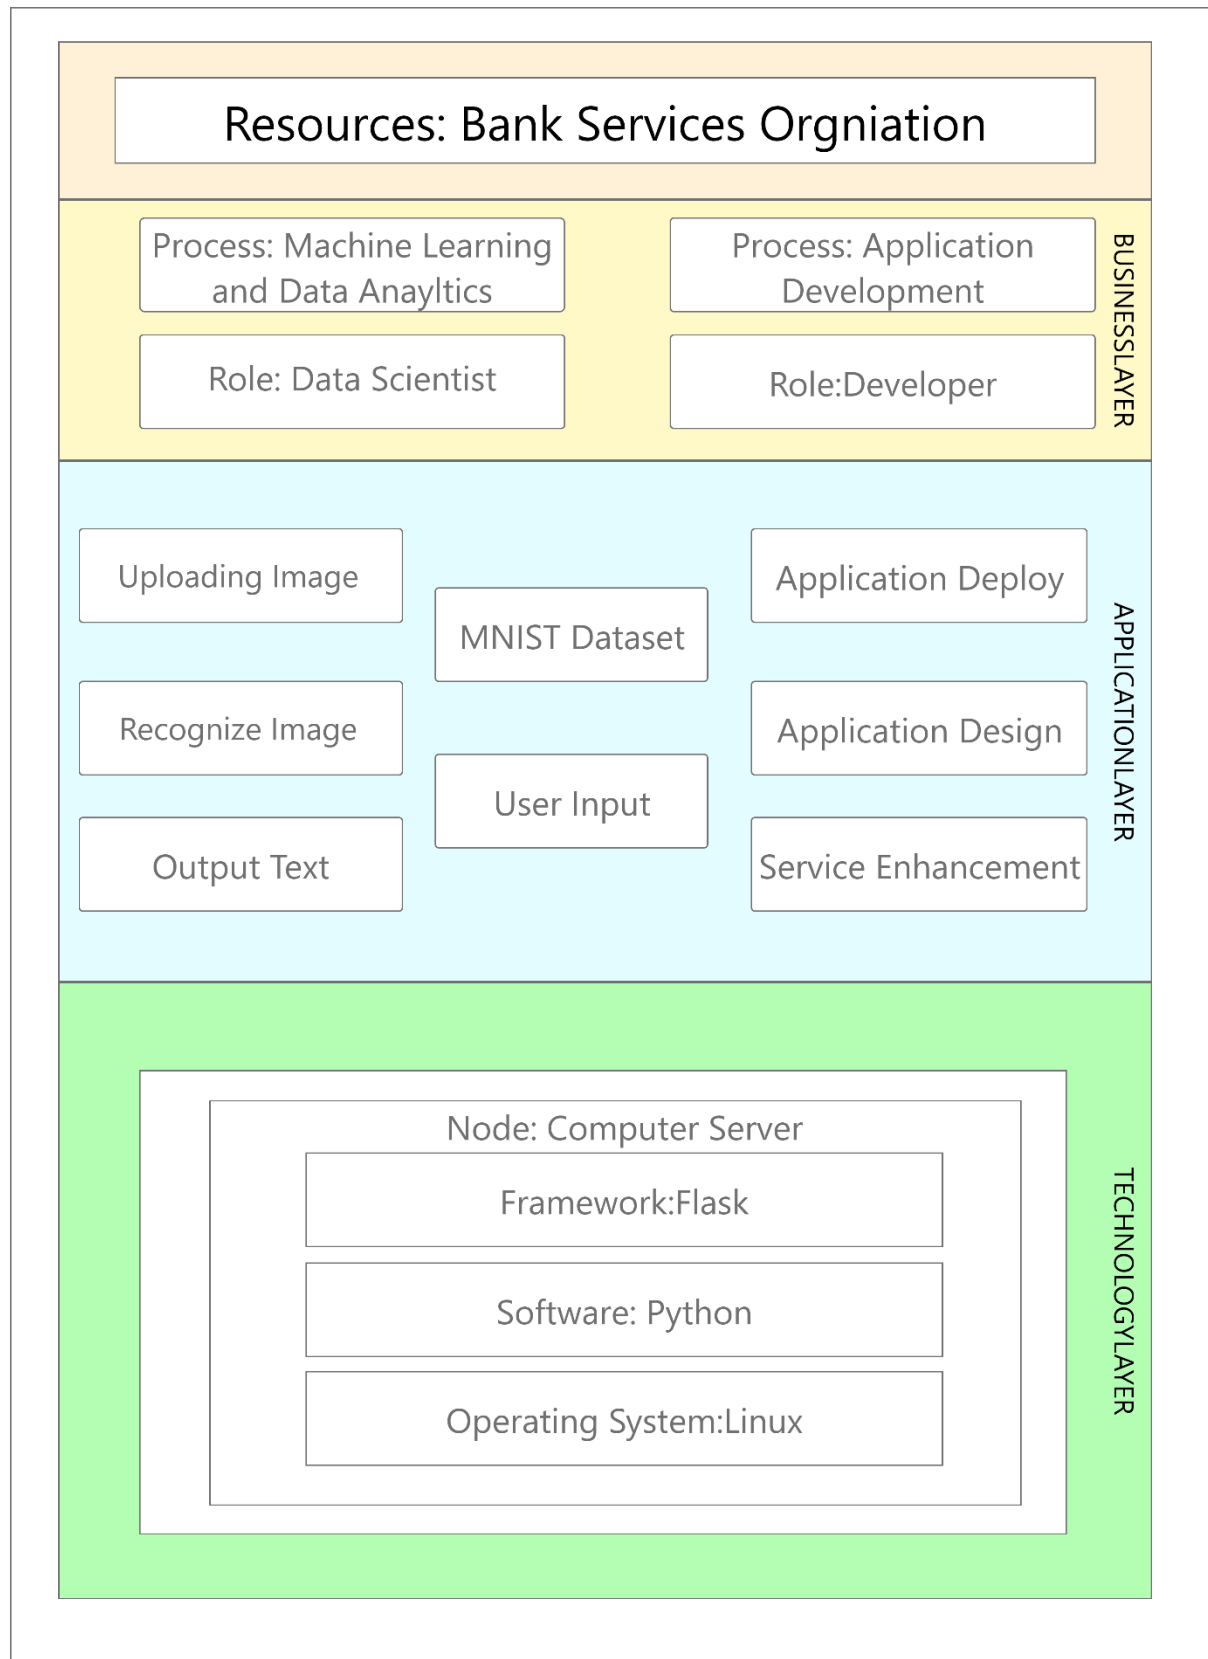 Resources: Bank Services Orgniation
Process: Machine Learning
and Data Anayltics
Process: Application
Development
Role: Data Scientist
Role:Developer
BUSINESSLAYER
Uploading Image
MNIST Dataset
Application Deploy
Recognize Image
User Input
Application Design
Output Text
Service Enhancement
APPLICATIONLAYER
Node: Computer Server
Framework:Flask
Software: Python
Operating System:Linux
TECHNOLOGYLAYER